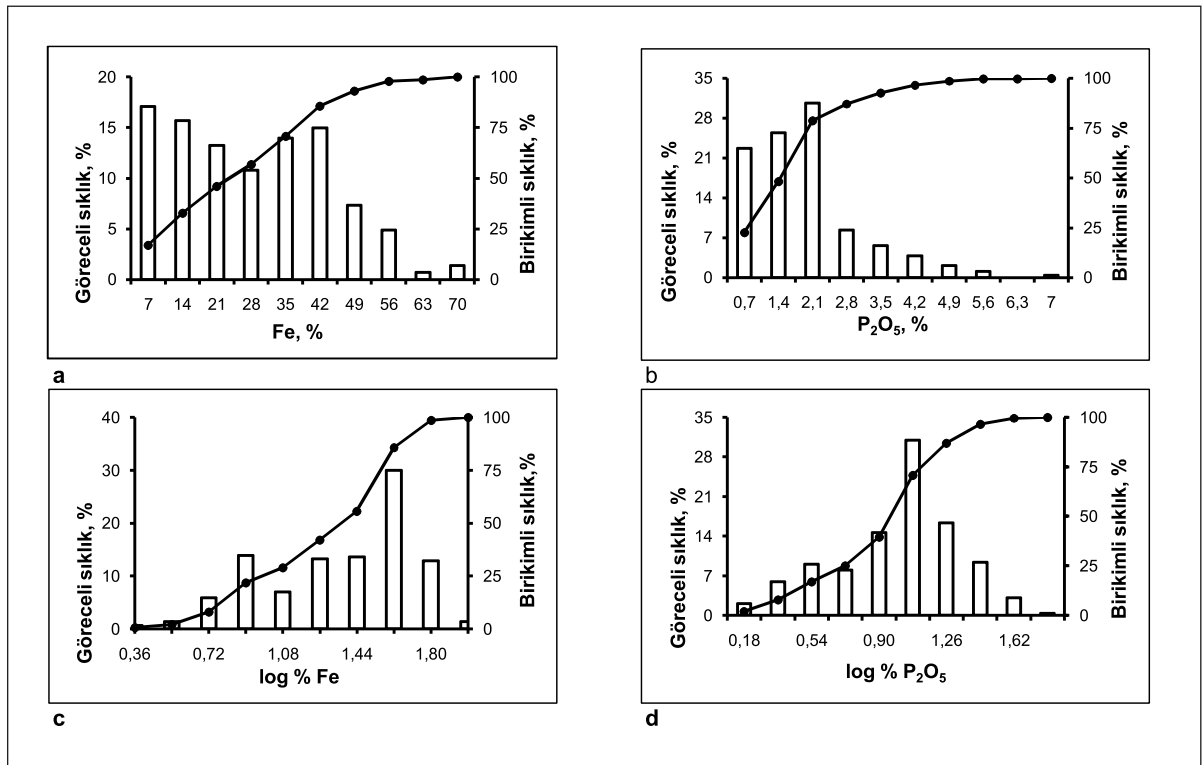 20
15
10
5
0
100
75
50
25
0
Göreceli sıklık, %
Birikimli sıklık, %
7 14 21 28 35 42 49 56 63 70
Fe, %
a
35
28
21
14
7
0
100
75
50
25
0
Göreceli sıklık, %
Birikimli sıklık, %
0,7 1,4 2,1 2,8 3,5 4,2 4,9 5,6 6,3 7
P₂O₅, %
b
40
30
20
10
0
100
75
50
25
0
Göreceli sıklık, %
Birikimli sıklık,%
0,36 0,72 1,08 1,44 1,80
log % Fe
c
35
28
21
14
7
0
100
75
50
25
0
Göreceli sıklık, %
Birikimli sıklık, %
0,18 0,54 0,90 1,26 1,62
log % P₂O₅
d